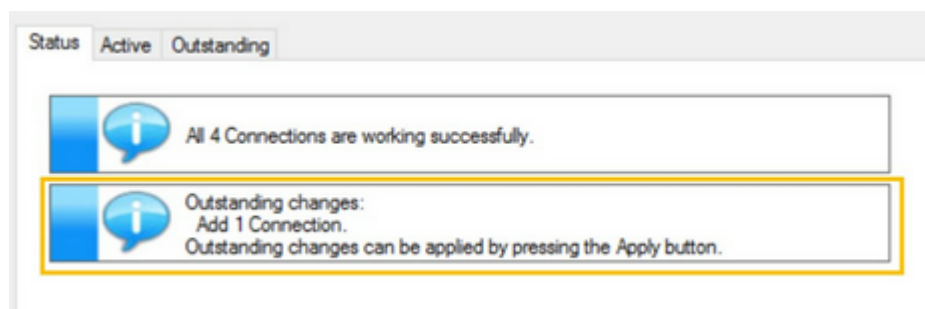 Status Active Outstanding
All 4 Connections are working successfully.
Outstanding changes:
Add 1 Connection.
Outstanding changes can be applied by pressing the Apply button.